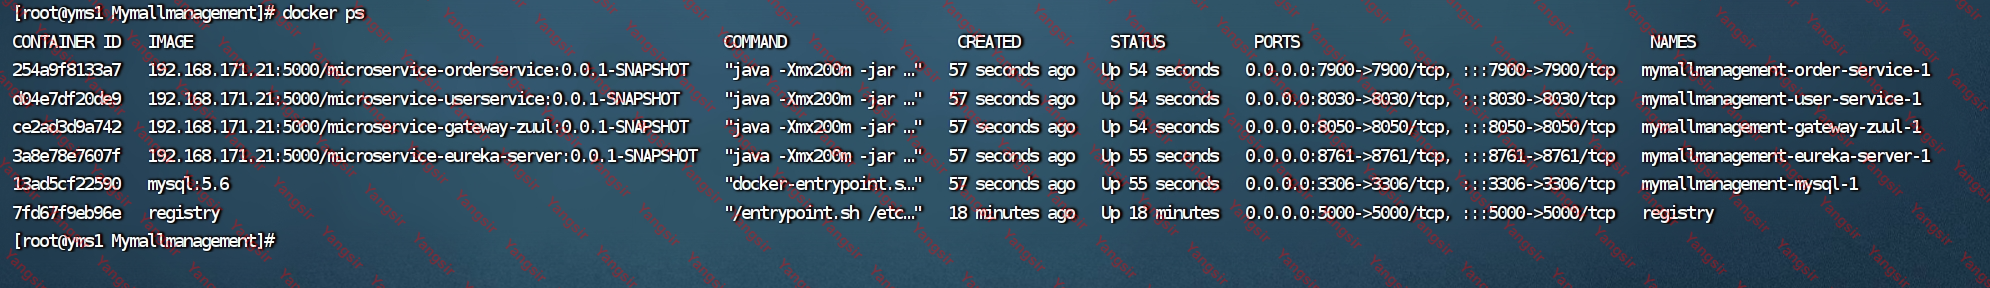 [root@yms1 Mymallmanagement]# docker ps
CONTAINER ID   IMAGE   COMMAND   CREATED   STATUS   PORTS   NAMES
254a9f8133a7   192.168.171.21:5000/microservice-orderservice:0.0.1-SNAPSHOT   "java -Xmx200m -jar …"   57 seconds ago   Up 54 seconds   0.0.0.0:7900->7900/tcp, :::7900->7900/tcp   mymallmanagement-order-service-1
d04e7df20de9   192.168.171.21:5000/microservice-userservice:0.0.1-SNAPSHOT   "java -Xmx200m -jar …"   57 seconds ago   Up 54 seconds   0.0.0.0:8030->8030/tcp, :::8030->8030/tcp   mymallmanagement-user-service-1
ce2ad3d9a742   192.168.171.21:5000/microservice-gateway-zuul:0.0.1-SNAPSHOT   "java -Xmx200m -jar …"   57 seconds ago   Up 54 seconds   0.0.0.0:8050->8050/tcp, :::8050->8050/tcp   mymallmanagement-gateway-zuul-1
3a8e78e7607f   192.168.171.21:5000/microservice-eureka-server:0.0.1-SNAPSHOT   "java -Xmx200m -jar …"   57 seconds ago   Up 55 seconds   0.0.0.0:8761->8761/tcp, :::8761->8761/tcp   mymallmanagement-eureka-server-1
13ad5cf22590   mysql:5.6   "docker-entrypoint.s…"   57 seconds ago   Up 55 seconds   0.0.0.0:3306->3306/tcp, :::3306->3306/tcp   mymallmanagement-mysql-1
7fd67f9eb96e   registry   "/entrypoint.sh /etc…"   18 minutes ago   Up 18 minutes   0.0.0.0:5000->5000/tcp, :::5000->5000/tcp   registry
[root@yms1 Mymallmanagement]#
Yangsir